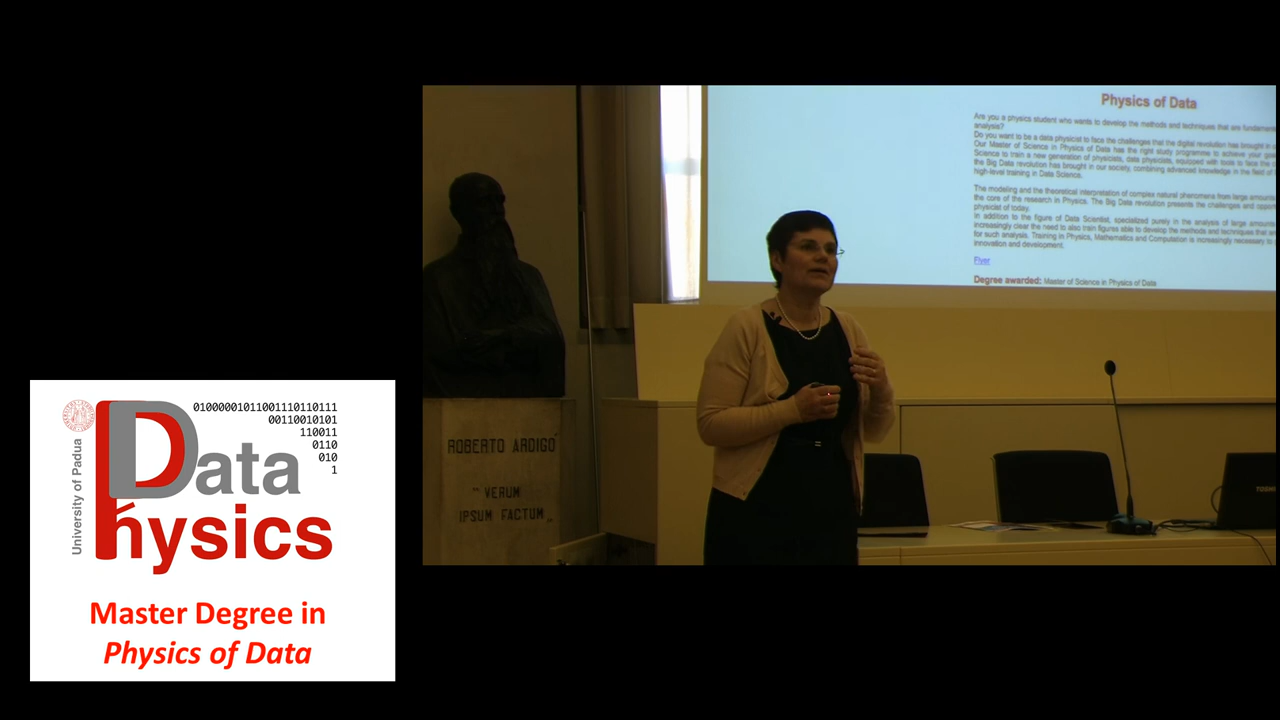 0100000101100111011011​1
00110010101
110011
0110
010
1
University of Padua
Data
Physics
Master Degree in
Physics of Data
ROBERTO ARDIGÒ
"VERUM
IPSUM FACTUM"
Physics of Data
Are you a physics student who wants to develop the methods and techniques that are fundament
analysis?
Do you want to be a data physicist to face the challenges that the digital revolution has brought in
Our Master of Science in Physics of Data has the right study programme to achieve your
Science to train a new generation of physicists, data physicists, equipped with tools to face the
the Big Data revolution has brought in our society, combining advanced knowledge in the field of
high-level training in Data Science.
The modeling and the theoretical interpretation of complex natural phenomena from large amount
the core of the research in Physics. The Big Data revolution presents the challenges and
physicist of today.
In addition to the figure of Data Scientist, specialized purely in the analysis of large amount
increasingly clear the need to also train figures able to develop the methods and techniques that
for such analysis. Training in Physics, Mathematics and Computation is increasingly necessary to
innovation and development.
Flyer
Degree awarded: Master of Science in Physics of Data